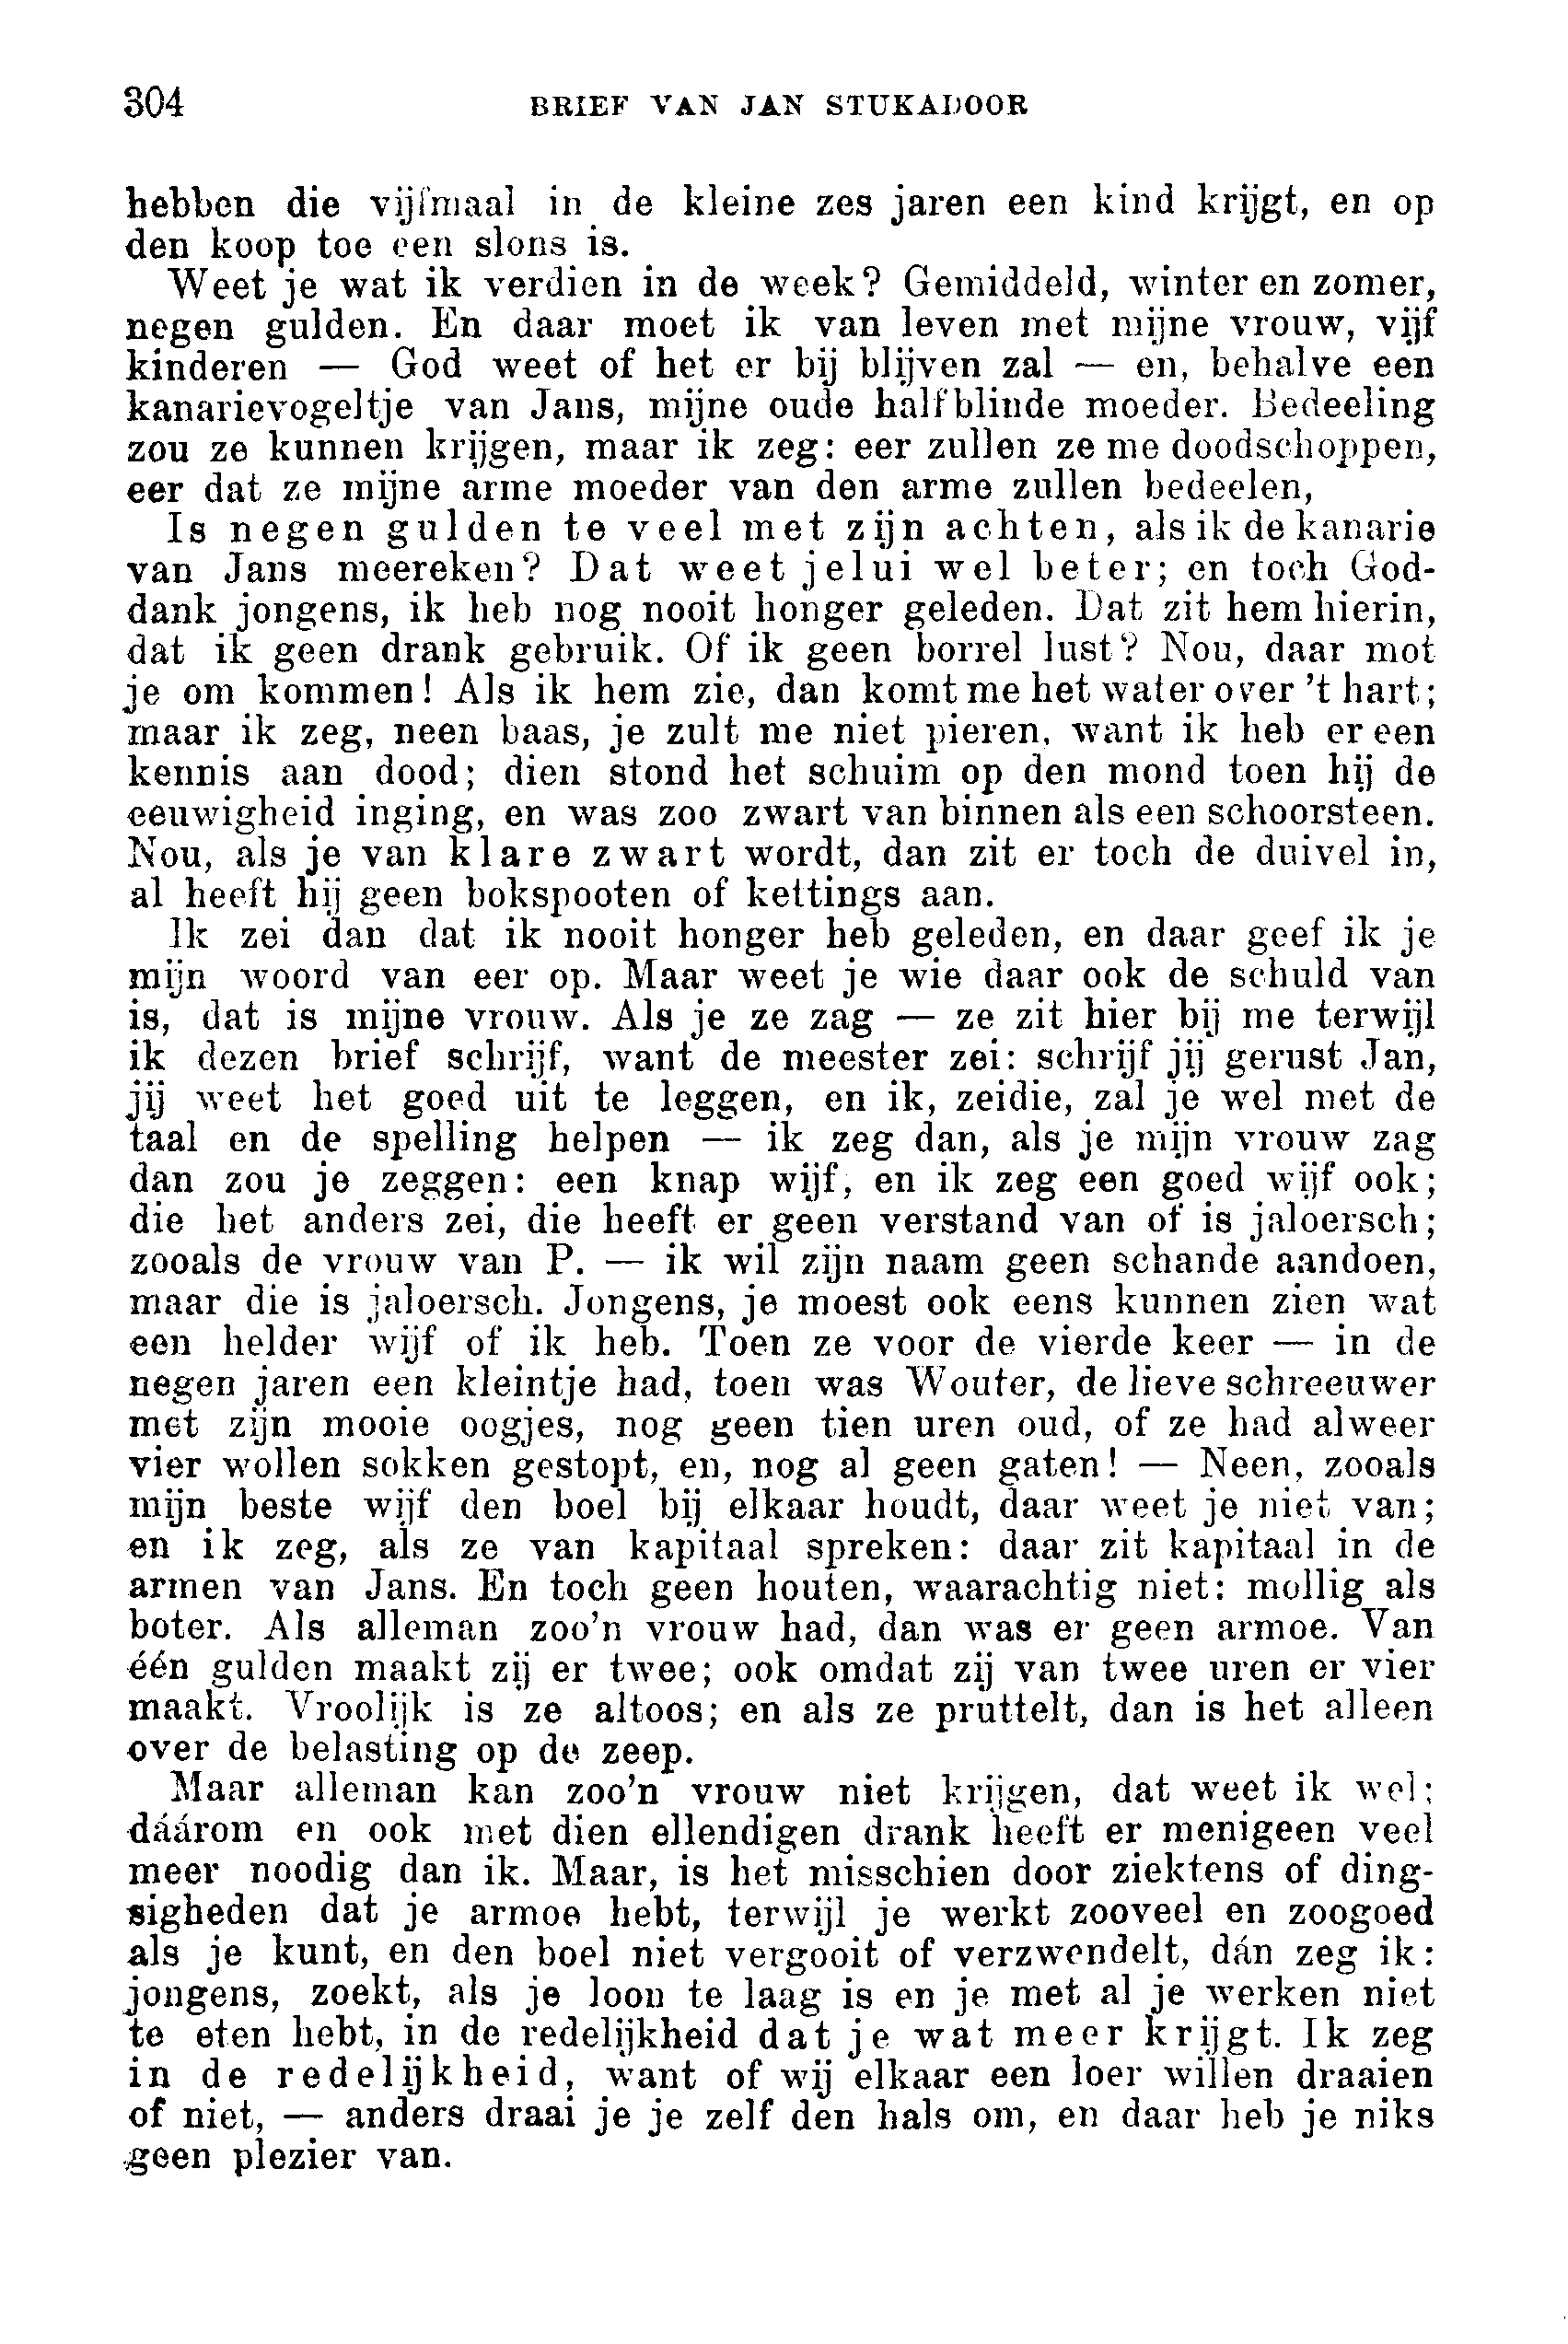 304 BRIEF VAN JAN STUKADOOR
hebben die vijfmaal in de kleine zes jaren een kind krijgt, en op
den koop toe een slons is.
Weet je wat ik verdien in de week? Gemiddeld, winter en zomer,
negen gulden. En daar moet ik van leven met mijne vrouw, vijf
kinderen — God weet of het er bij blijven zal — en, behalve een
kanarievogeltje van Jans, mijne oude halfblinde moeder. Bedeeling
zou ze kunnen krijgen, maar ik zeg: eer zullen ze me doodschoppen,
eer dat ze mijne arme moeder van den arme zullen bedeelen,
Is negen gulden te veel met zijn achten, als ik de kanarie
van Jans meereken? Dat weet jelui wel beter; en toch God-
dank jongens, ik heb nog nooit honger geleden. Dat zit hem hierin,
dat ik geen drank gebruik. Of ik geen borrel lust? Nou, daar mot
je om kommen! Als ik hem zie, dan komt me het water over 't hart;
maar ik zeg, neen baas, je zult me niet pieren, want ik heb er een
kennis aan dood; dien stond het schuim op den mond toen hij de
eeuwigheid inging, en was zoo zwart van binnen als een schoorsteen.
Nou, als je van klare zwart wordt, dan zit er toch de duivel in,
al heeft hij geen bokspooten of kettings aan.
Ik zei dan dat ik nooit honger heb geleden, en daar geef ik je
mijn woord van eer op. Maar weet je wie daar ook de schuld van
is, dat is mijne vrouw. Als je ze zag — ze zit hier bij me terwijl
ik dezen brief schrijf, want de meester zei: schrijf jij gerust Jan,
jij weet het goed uit te leggen, en ik, zeidie, zal je wel met de
taal en de spelling helpen — ik zeg dan, als je mijn vrouw zag
dan zou je zeggen: een knap wijf, en ik zeg een goed wijf ook;
die het anders zei, die heeft er geen verstand van of is jaloersch;
zooals de vrouw van P. — ik wil zijn naam geen schande aandoen,
maar die is jaloersch. Jongens, je moest ook eens kunnen zien wat
een helder wijf of ik heb. Toen ze voor de vierde keer — in de
negen jaren een kleintje had, toen was Wouter, de lieve schreeuwer
met zijn mooie oogjes, nog geen tien uren oud, of ze had alweer
vier wollen sokken gestopt, en, nog al geen gaten! — Neen, zooals
mijn beste wijf den boel bij elkaar houdt, daar weet je niet van;
en ik zeg, als ze van kapitaal spreken: daar zit kapitaal in de
armen van Jans. En toch geen houten, waarachtig niet: mollig als
boter. Als alleman zoo'n vrouw had, dan was er geen armoe. Van
één gulden maakt zij er twee; ook omdat zij van twee uren er vier
maakt. Vroolijk is ze altoos; en als ze pruttelt, dan is het alleen
over de belasting op de zeep.
Maar alleman kan zoo'n vrouw niet krijgen, dat weet ik wel;
dáárom en ook met dien ellendigen drank heeft er menigeen veel
meer noodig dan ik. Maar, is het misschien door ziektens of ding-
sigheden dat je armoe hebt, terwijl je werkt zooveel en zoogoed
als je kunt, en den boel niet vergooit of verzwendelt, dán zeg ik:
jongens, zoekt, als je loon te laag is en je met al je werken niet
te eten hebt, in de redelijkheid dat je wat meer krijgt. Ik zeg
in de redelijkheid, want of wij elkaar een loer willen draaien
of niet, — anders draai je je zelf den hals om, en daar heb je niks
geen plezier van.